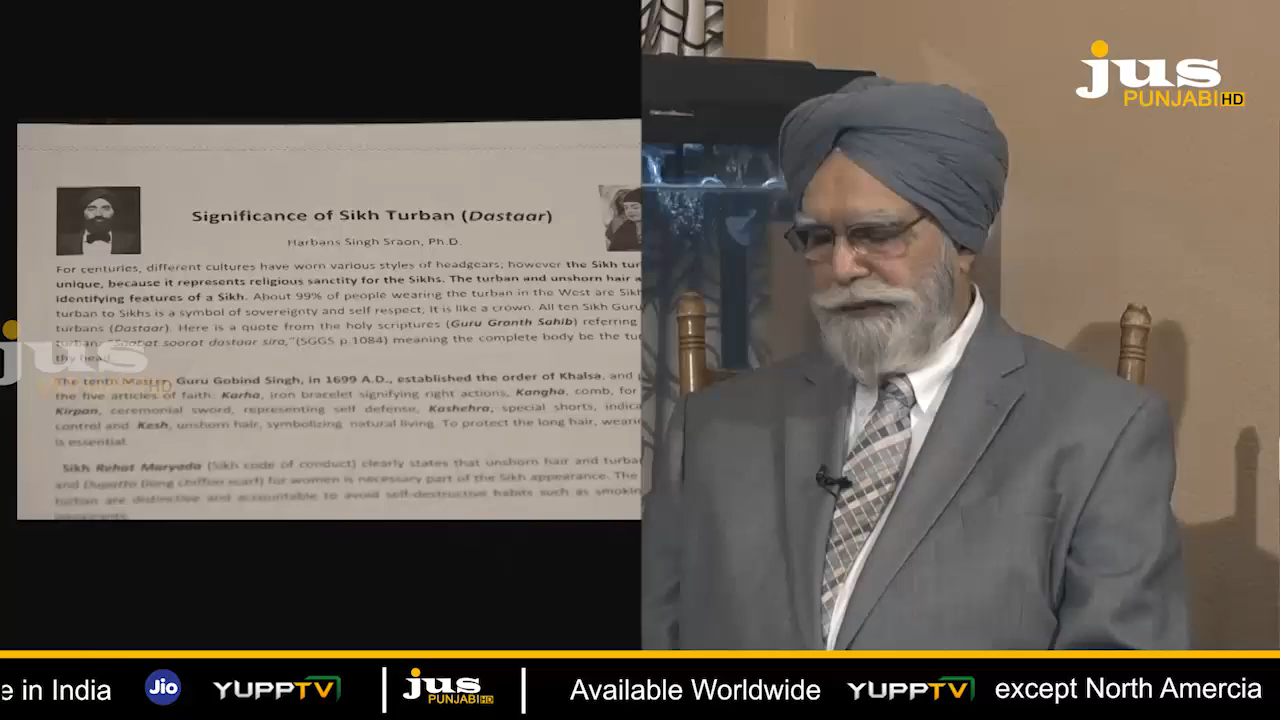 jus
PUNJABI HD
Significance of Sikh Turban (Dastaar)
Harbans Singh Sraon, Ph.D.
For centuries, different cultures have worn various styles of headgears; however the Sikh tur
unique, because it represents religious sanctity for the Sikhs. The turban and unshorn hair a
identifying features of a Sikh. About 99% of people wearing the turban in the West are Sikh
turban to Sikhs is a symbol of sovereignty and self respect; it is like a crown. All ten Sikh Guru
turbans (Dastaar). Here is a quote from the holy scriptures (Guru Granth Sahib) referring
turban "Saabat soorat dastaar sira,"(SGGS p.1084) meaning the complete body be the tu
thy head.
jus
HD
The tenth Master, Guru Gobind Singh, in 1699 A.D., established the order of Khalsa, and p
the five articles of faith: Karha, iron bracelet signifying right actions, Kangha, comb, for
Kirpan, ceremonial sword, representing self defense, Kashehra, special shorts, indica
control and Kesh, unshorn hair, symbolizing natural living. To protect the long hair, wearin
is essential.
Sikh Rehat Maryada (Sikh code of conduct) clearly states that unshorn hair and turba
and Dupatta (long chiffon scarf) for women is necessary part of the Sikh appearance. The
turban are distinctive and accountable to avoid self-destructive habits such as smokin
e in India Jio YUPPTV jus PUNJABI HD Available Worldwide YUPPTV except North Amercia